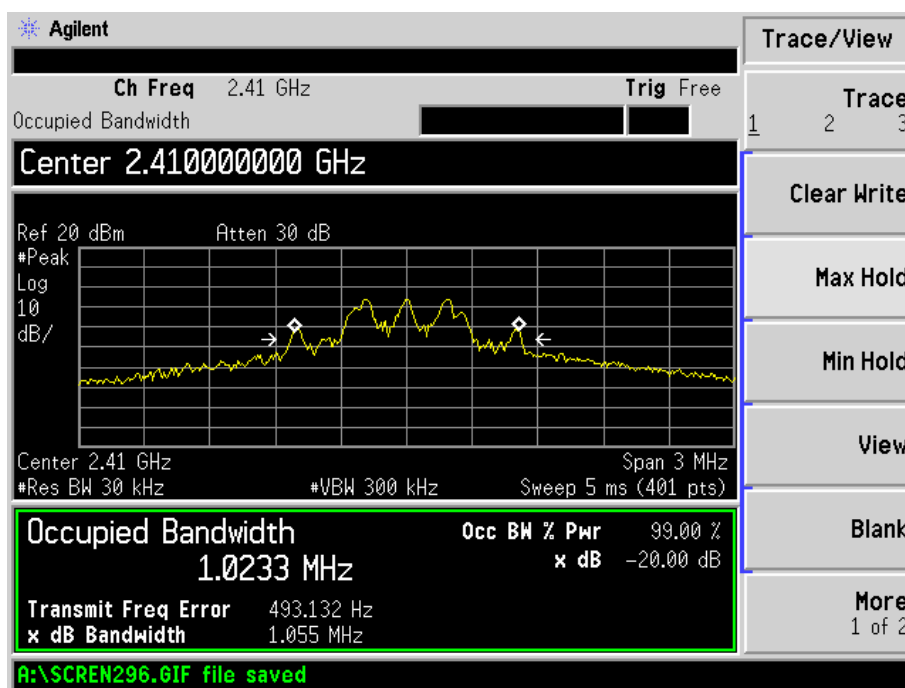 Agilent
Trace/View
Ch Freq 2.41 GHz Trig Free
Occupied Bandwidth
Trace
1 2 3
Center 2.410000000 GHz
Clear Write
Ref 20 dBm Atten 30 dB
#Peak
Log
10
dB/
Max Hold
Min Hold
View
Center 2.41 GHz Span 3 MHz
#Res BW 30 kHz #VBW 300 kHz Sweep 5 ms (401 pts)
Blank
Occupied Bandwidth Occ BW % Pwr 99.00 %
1.0233 MHz x dB -20.00 dB
Transmit Freq Error 493.132 Hz
x dB Bandwidth 1.055 MHz
More
1 of 2
A:\SCREN296.GIF file saved